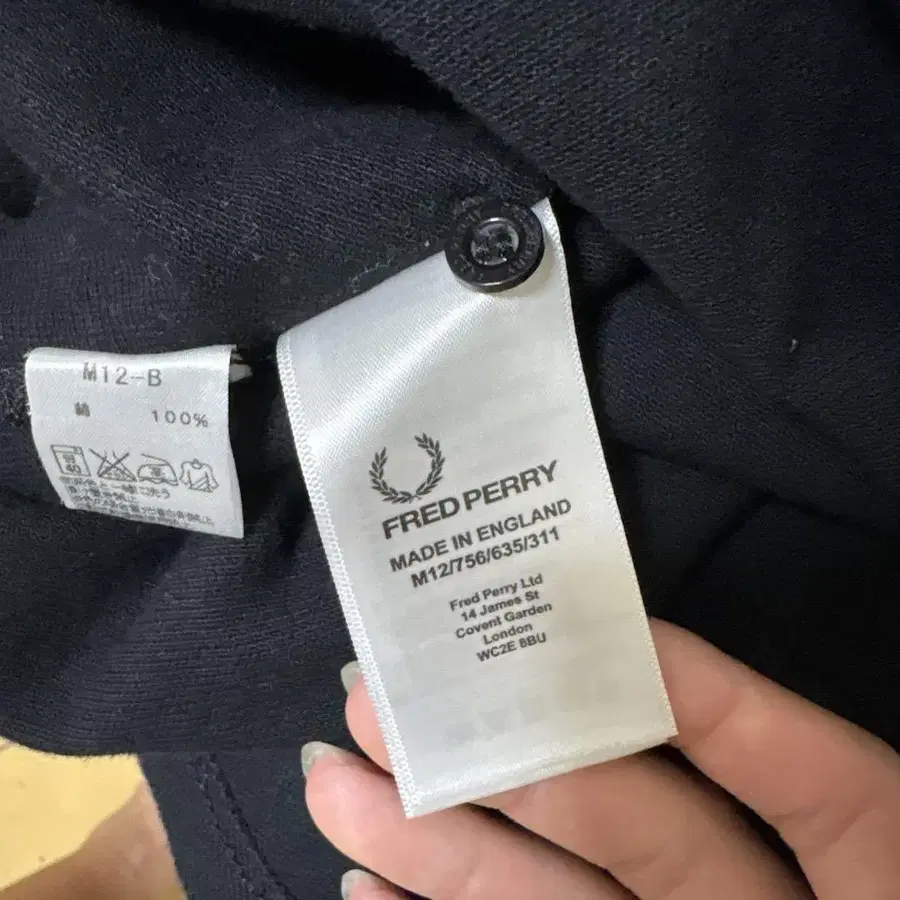 M12-B
綿 100%
40
FRED PERRY
MADE IN ENGLAND
M12/756/635/311
Fred Perry Ltd
14 James St
Covent Garden
London
WC2E 8BU